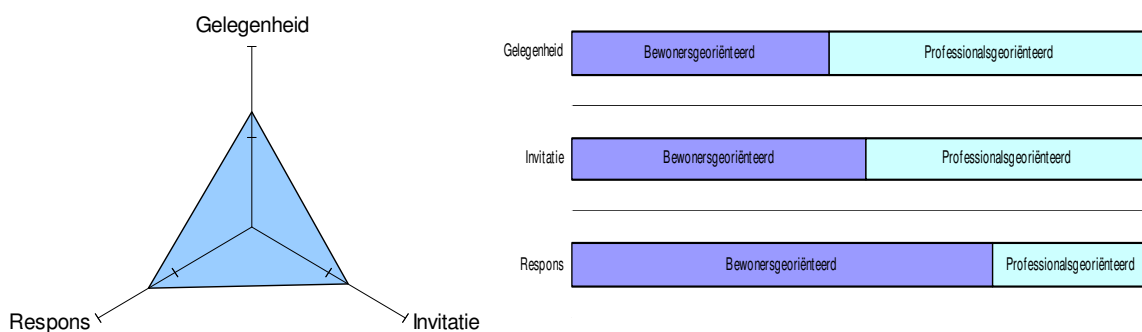 Gelegenheid
Respons
Invitatie
Gelegenheid Bewonersgeoriënteerd Professionalsgeoriënteerd
Invitatie Bewonersgeoriënteerd Professionalsgeoriënteerd
Respons Bewonersgeoriënteerd Professionalsgeoriënteerd